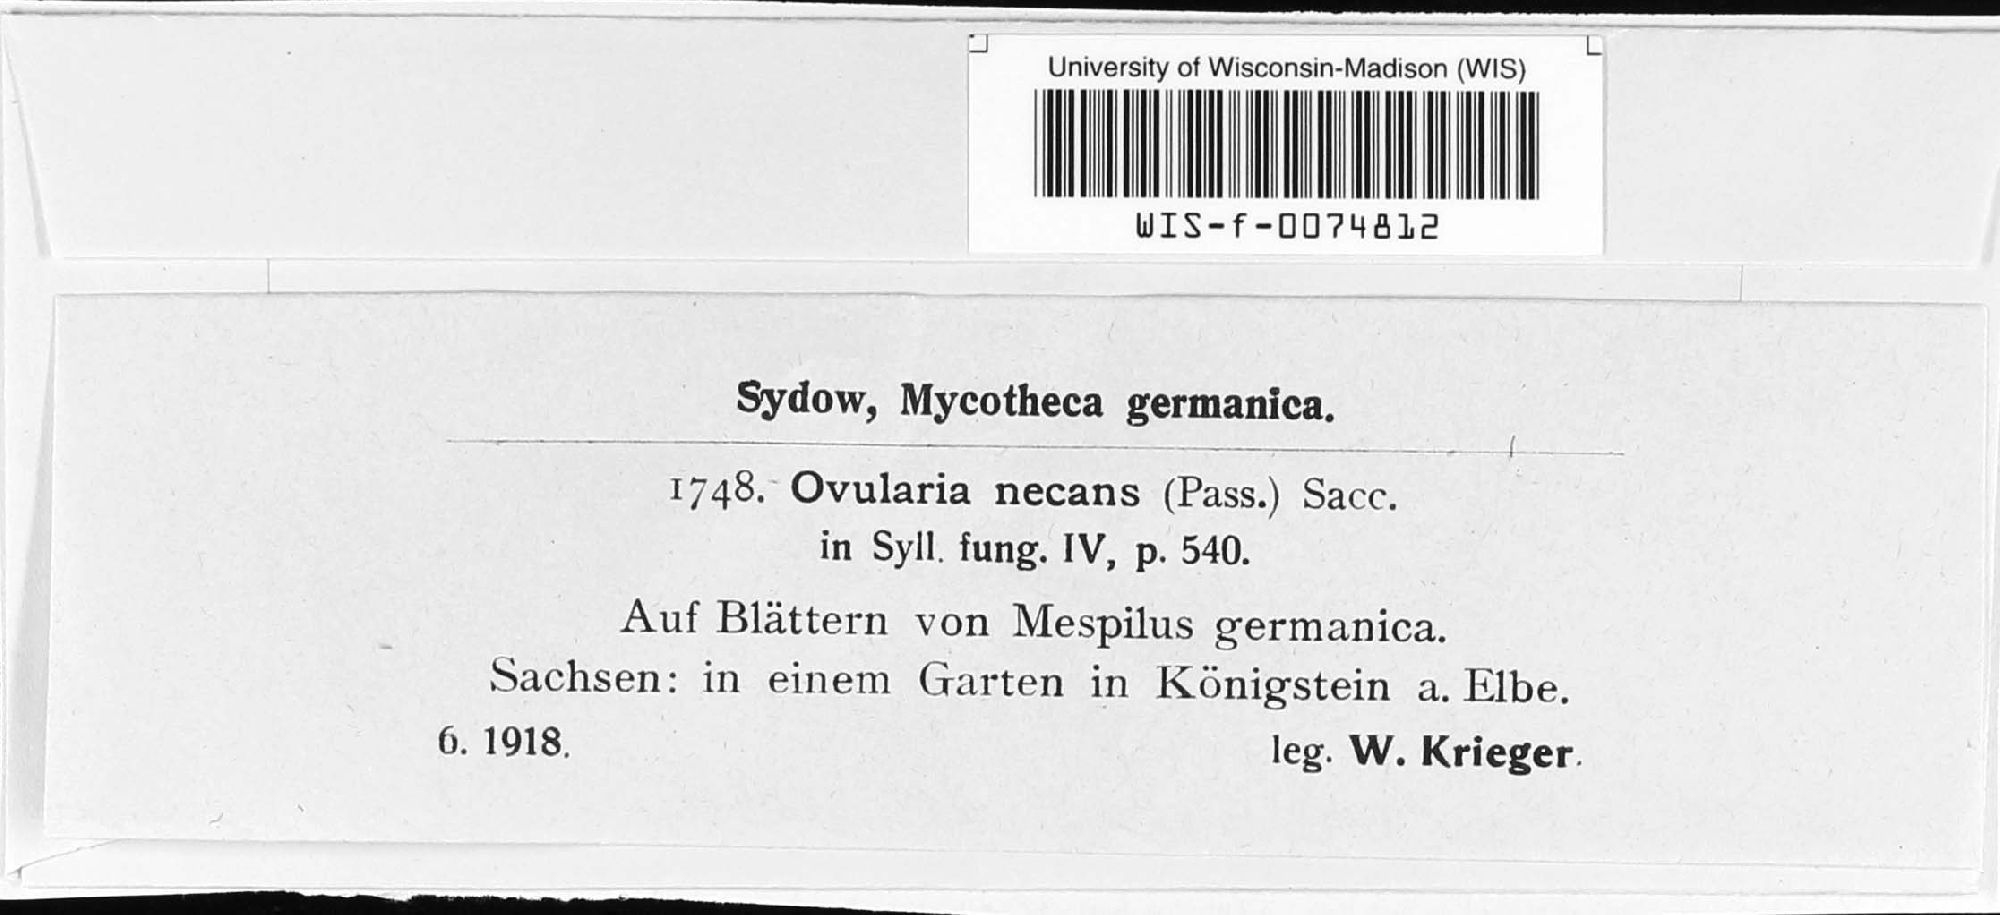 University of Wisconsin-Madison (WIS)
WIS-f-0074812
Sydow, Mycotheca germanica.
1748. Ovularia necans (Pass.) Sacc.
in Syll. fung. IV, p. 540.
Auf Blättern von Mespilus germanica.
Sachsen: in einem Garten in Königstein a. Elbe.
6. 1918. leg. W. Krieger.